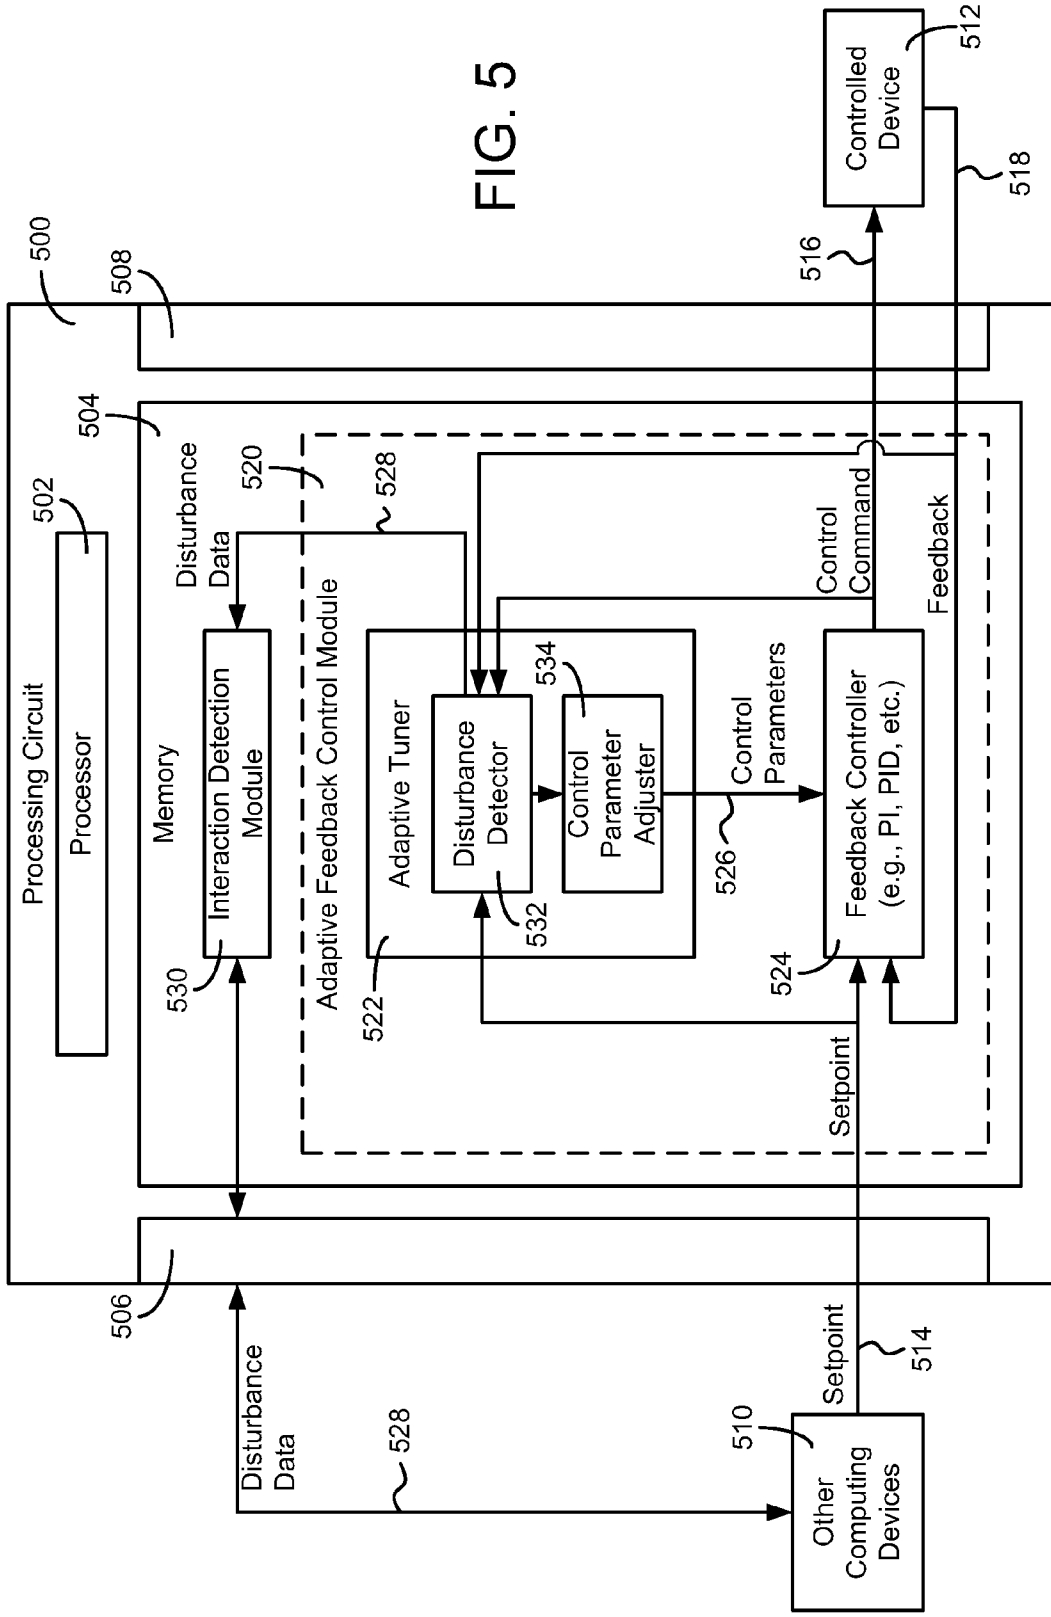 Processing Circuit
500
Processor
502
508
Memory
504
Interaction Detection
Module
530
Disturbance
Data
528
520
Adaptive Feedback Control Module
Adaptive Tuner
522
Disturbance
Detector
532
Control
Parameter
Adjuster
534
Control
Parameters
526
Feedback Controller
(e.g., PI, PID, etc.)
524
Control
Command
Feedback
Setpoint
506
Disturbance
Data
528
Setpoint
514
Other
Computing
Devices
510
516
Controlled
Device
512
518
FIG. 5